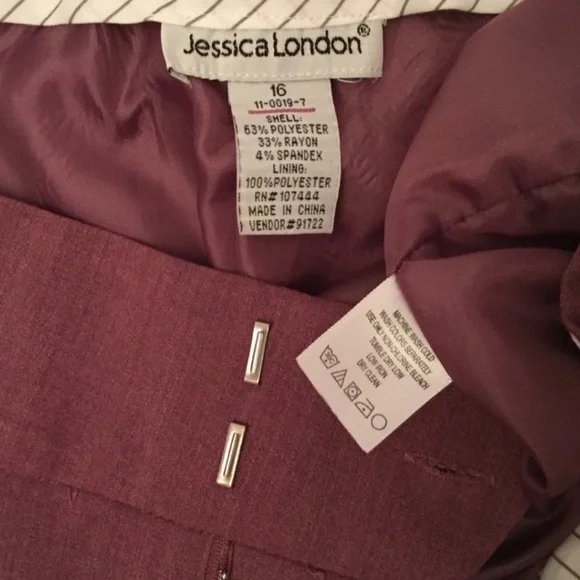 Jessica London®
16
11-0019-7
SHELL:
63% POLYESTER
33% RAYON
4% SPANDEX
LINING:
100% POLYESTER
RN# 107444
MADE IN CHINA
VENDOR# 91722
MACHINE WASH COLD
WASH COLORS SEPARATELY
USE ONLY NON-CHLORINE BLEACH
TUMBLE DRY LOW
LOW IRON
DRY CLEAN